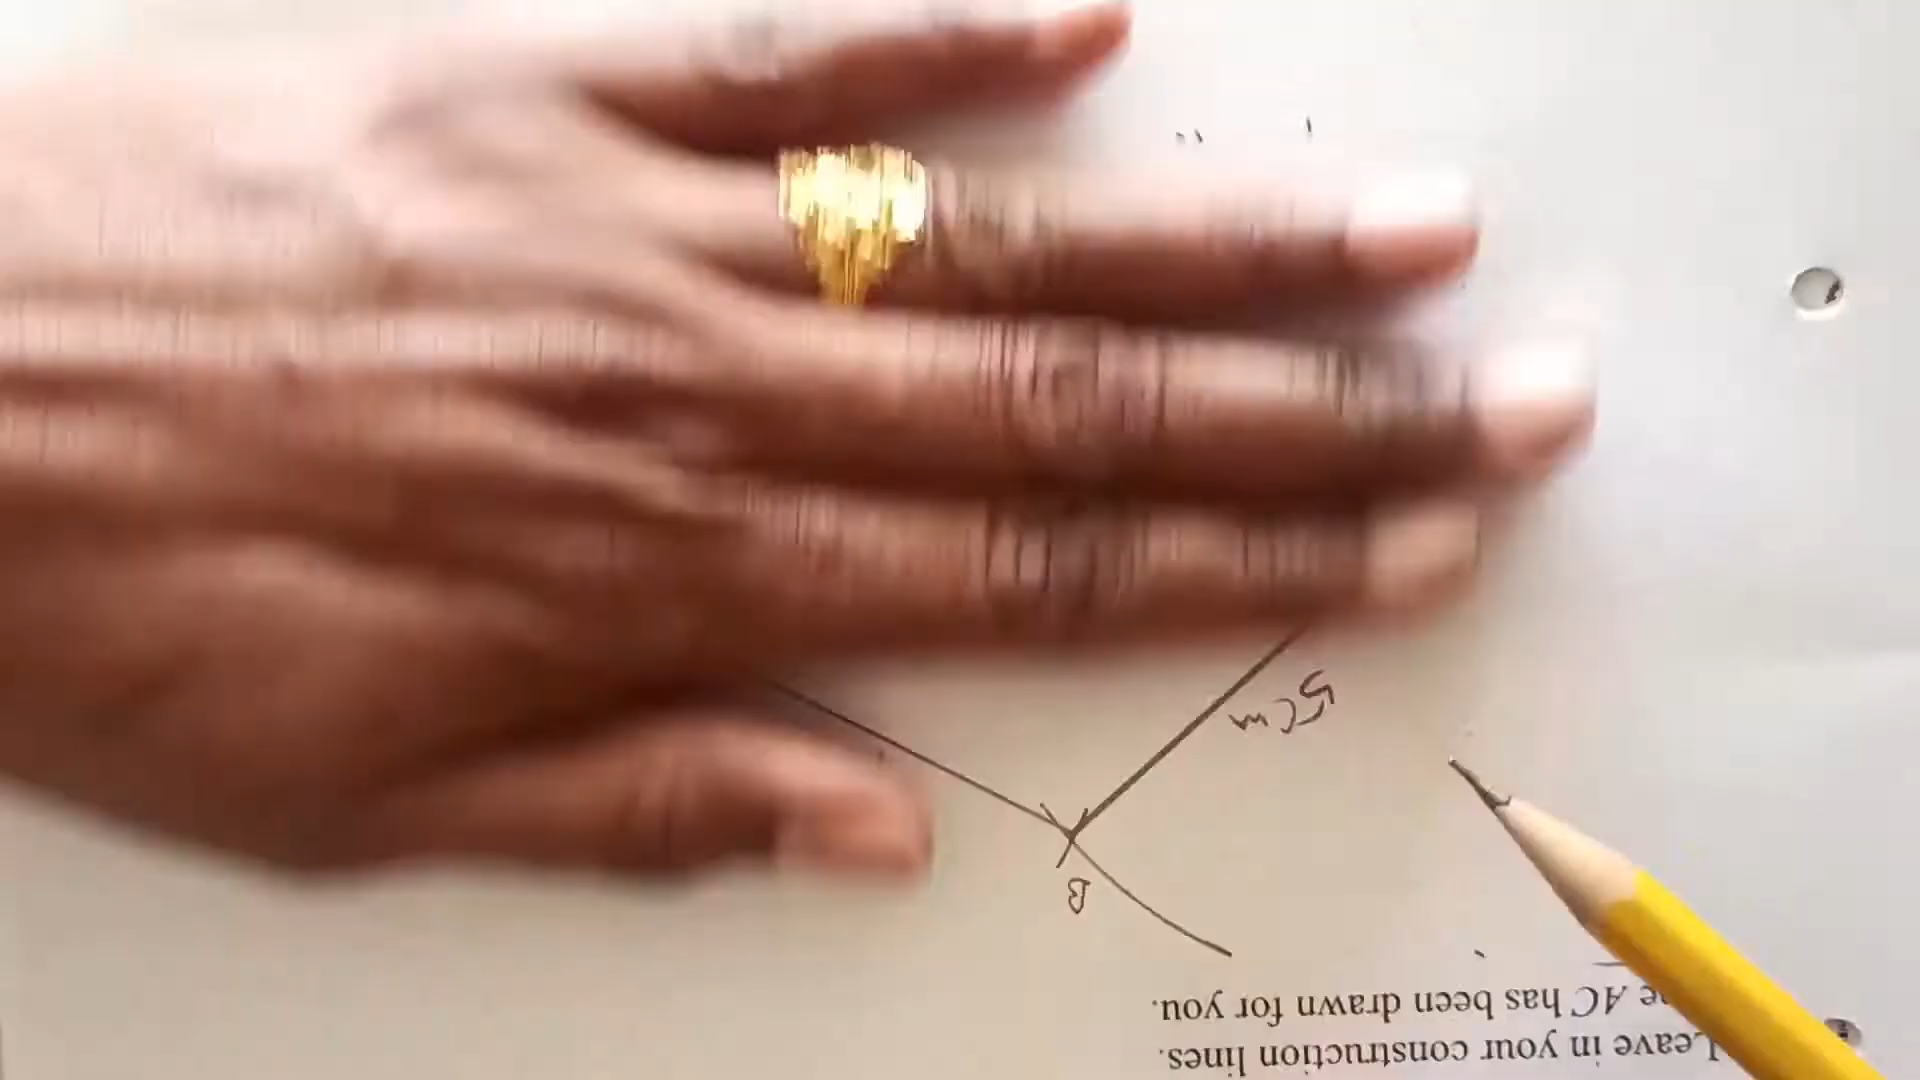 Leave in your construction lines.
AC has been drawn for you.
B
5cm